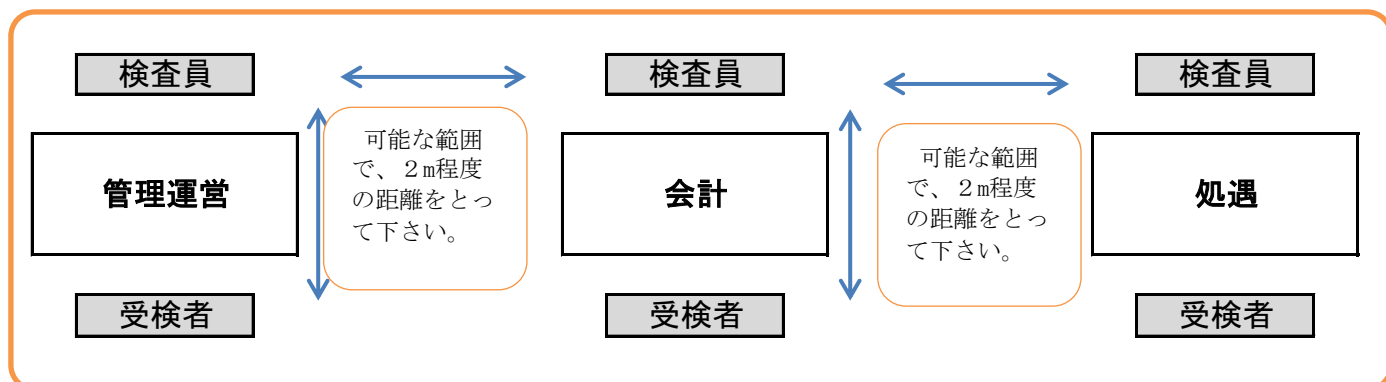 検査員
検査員
検査員
管理運営
可能な範囲
で、２ｍ程度
の距離をとっ
て下さい。
会計
可能な範囲
で、２ｍ程度
の距離をとっ
て下さい。
処遇
受検者
受検者
受検者